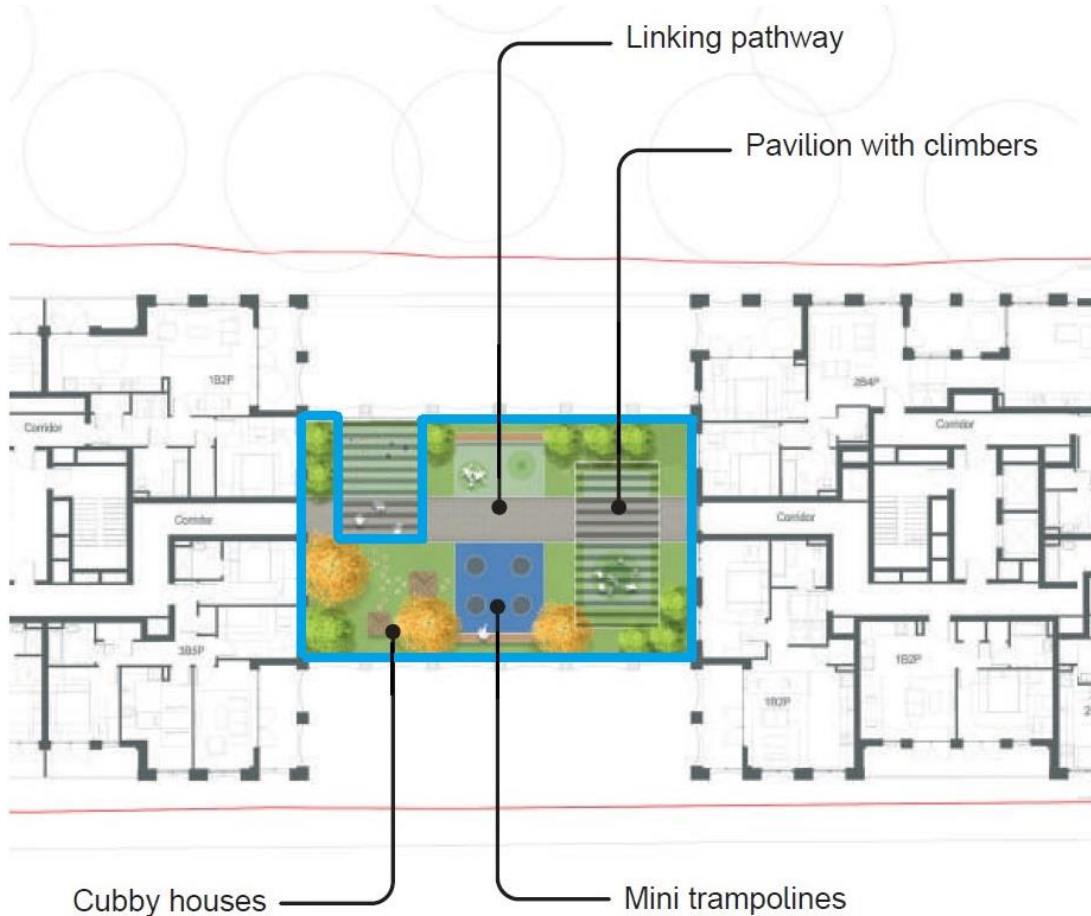 Linking pathway
Pavilion with climbers
1B2P
2B4P
Corridor
Corridor
Corridor
Corridor
3B5P
1B2P
1B2P
Cubby houses
Mini trampolines